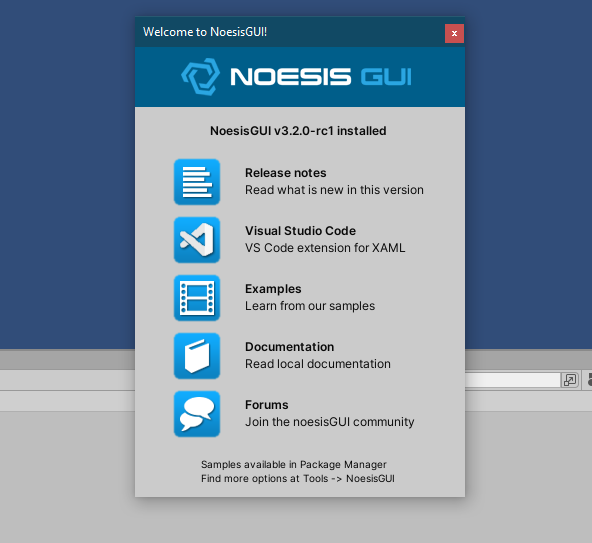 Welcome to NoesisGUI!
x
NOESIS GUI
NoesisGUI v3.2.0-rc1 installed
Release notes
Read what is new in this version
Visual Studio Code
VS Code extension for XAML
Examples
Learn from our samples
Documentation
Read local documentation
Forums
Join the noesisGUI community
Samples available in Package Manager
Find more options at Tools -> NoesisGUI